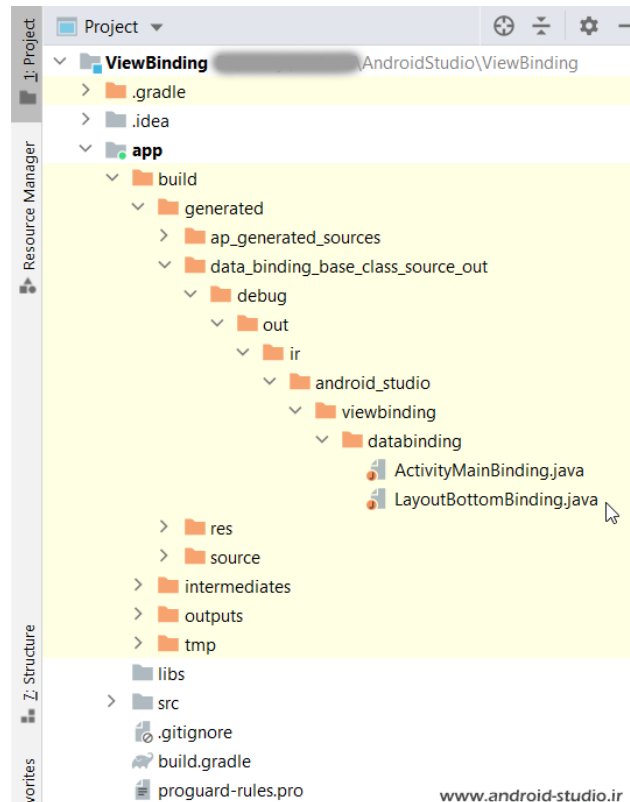 Project
ViewBinding \AndroidStudio\ViewBinding
.gradle
.idea
app
build
generated
ap_generated_sources
data_binding_base_class_source_out
debug
out
ir
android_studio
viewbinding
databinding
ActivityMainBinding.java
LayoutBottomBinding.java
res
source
intermediates
outputs
tmp
libs
src
.gitignore
build.gradle
proguard-rules.pro
www.android-studio.ir
1: Project
Resource Manager
7: Structure
vorites